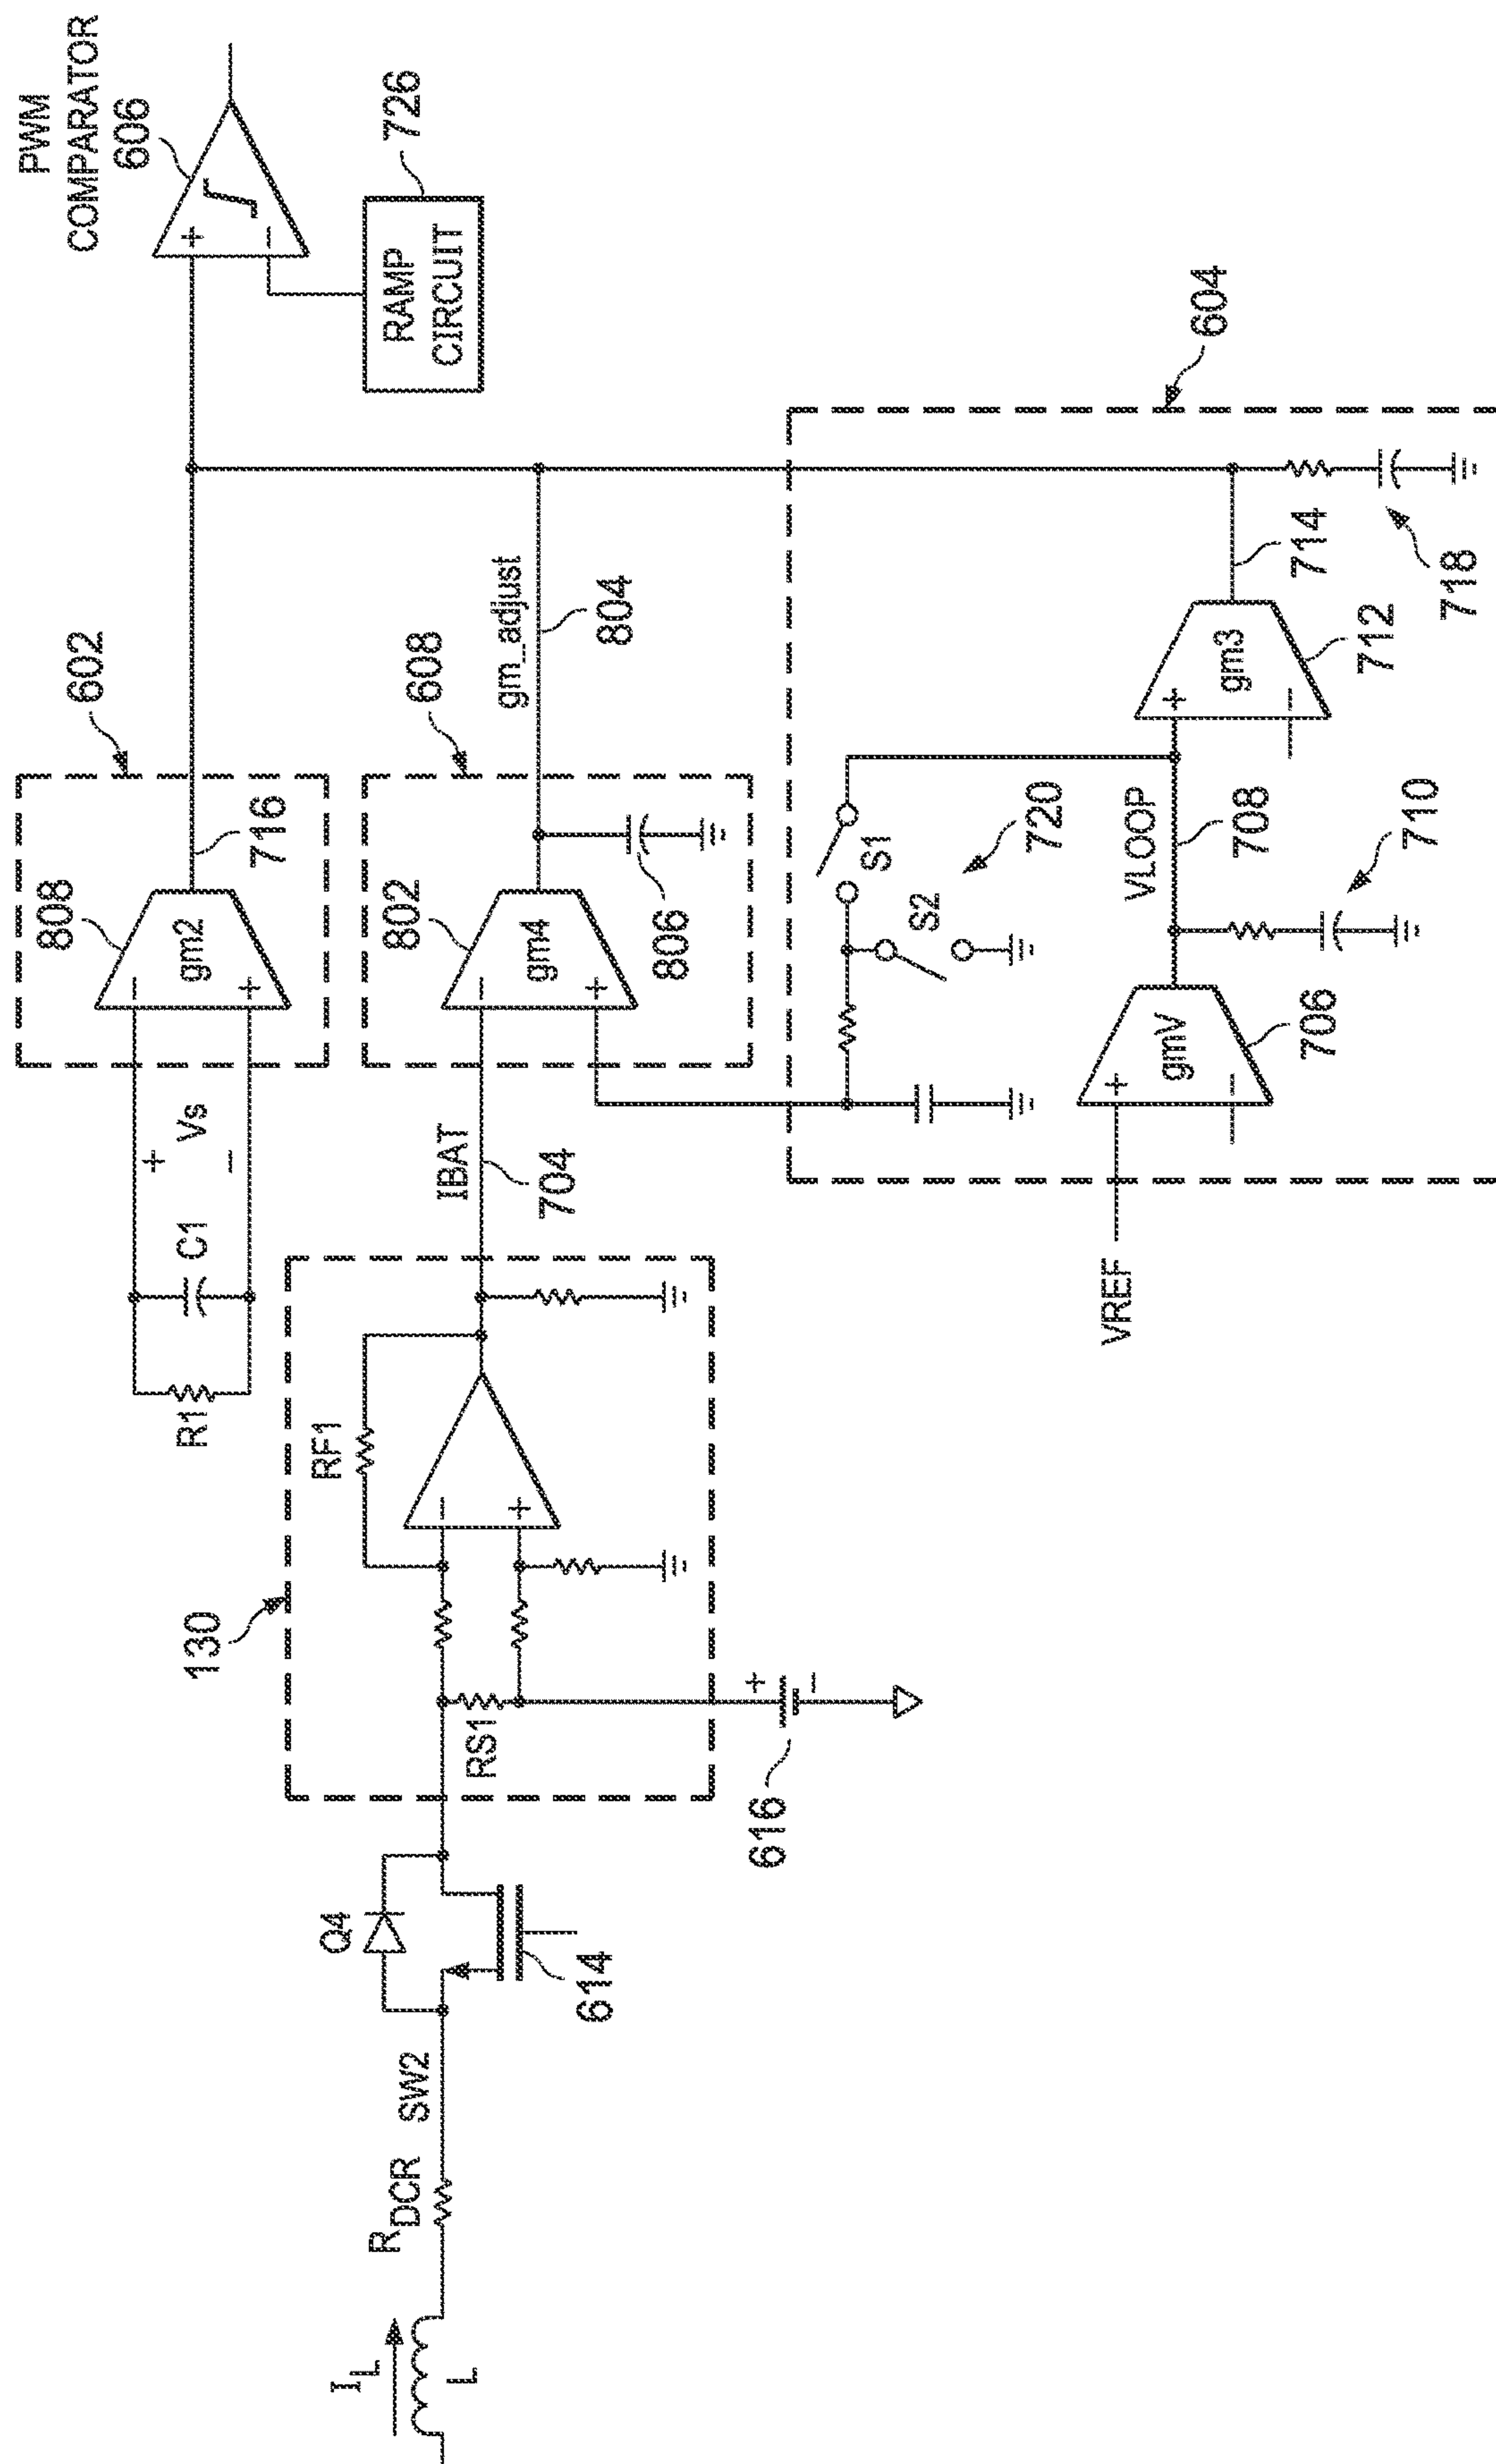 PWM
COMPARATOR
606
+
−
726
RAMP
CIRCUIT
602
808
gm2
−
+
716
+
Vs
−
C1
R1
608
802
gm4
−
+
806
gm_adjust
804
IBAT
704
130
RF1
−
+
RS1
+
−
616
Q4
614
SW2
RDCR
IL
L
604
S1
S2
720
VREF
gmV
+
−
706
VLOOP
708
710
gm3
+
−
712
714
718